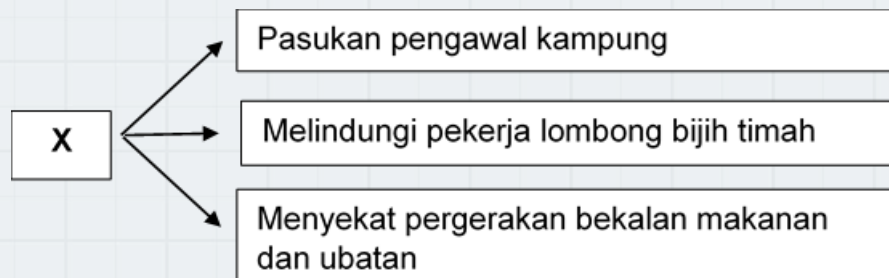 Pasukan pengawal kampung
X
Melindungi pekerja lombong bijih timah
Menyekat pergerakan bekalan makanan
dan ubatan